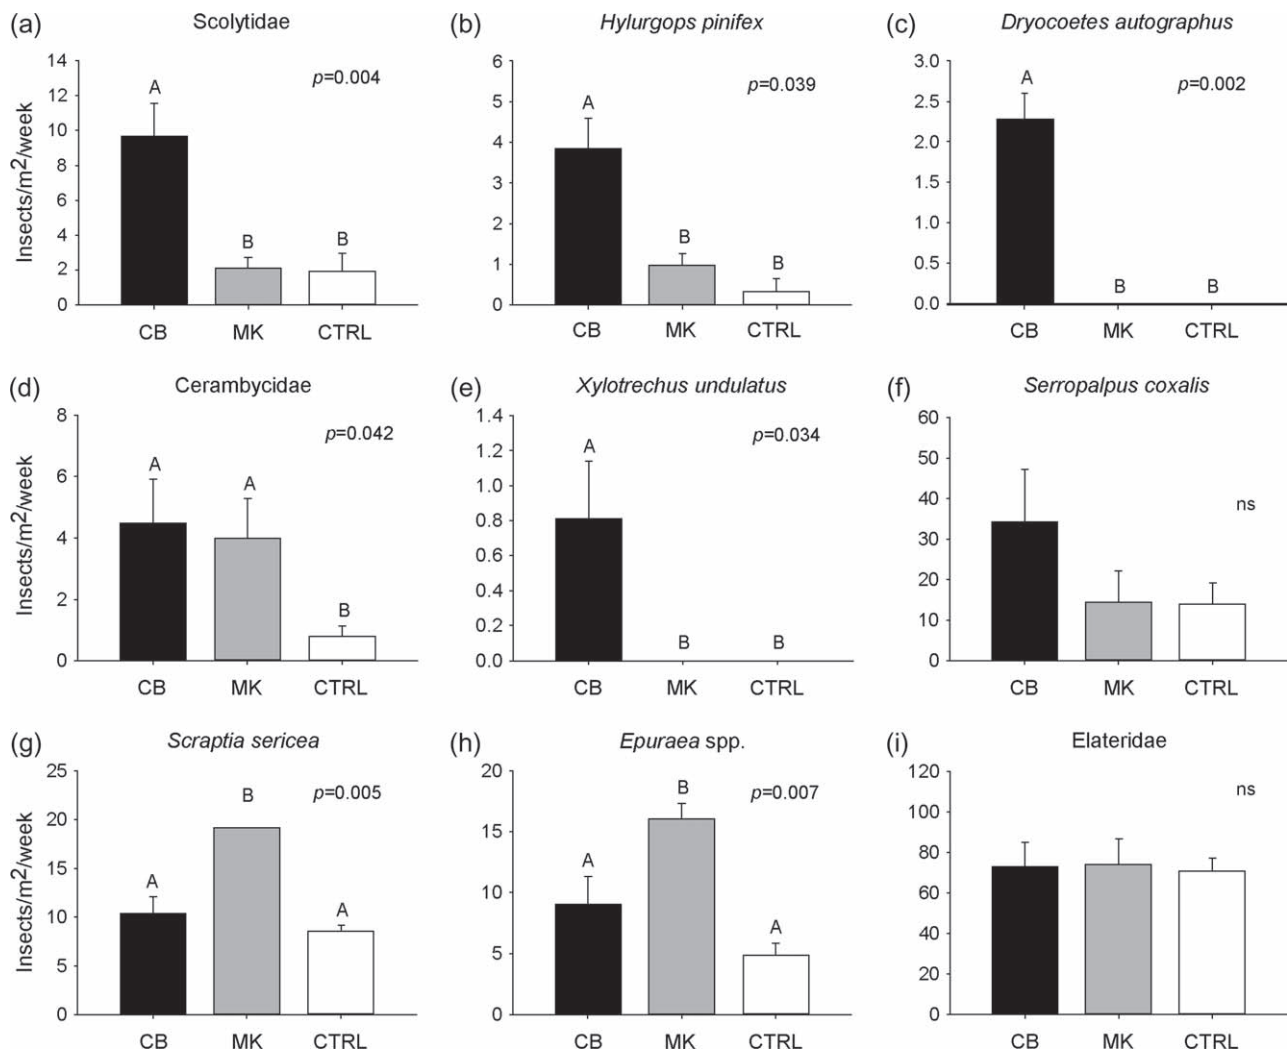 (a) Scolytidae
Insects/m²/week
14
12
10
8
6
4
2
0
A
B
B
p=0.004
CB MK CTRL
(b) Hylurgops pinifex
6
5
4
3
2
1
0
A
B
B
p=0.039
CB MK CTRL
(c) Dryocoetes autographus
3.0
2.5
2.0
1.5
1.0
0.5
0.0
A
B
B
p=0.002
CB MK CTRL
(d) Cerambycidae
Insects/m²/week
8
6
4
2
0
A
A
B
p=0.042
CB MK CTRL
(e) Xylotrechus undulatus
1.4
1.2
1.0
0.8
0.6
0.4
0.2
0.0
A
B
B
p=0.034
CB MK CTRL
(f) Serropalpus coxalis
60
50
40
30
20
10
0
ns
CB MK CTRL
(g) Scraptia sericea
Insects/m²/week
25
20
15
10
5
0
A
B
A
p=0.005
CB MK CTRL
(h) Epuraea spp.
20
15
10
5
0
A
B
A
p=0.007
CB MK CTRL
(i) Elateridae
120
100
80
60
40
20
0
ns
CB MK CTRL